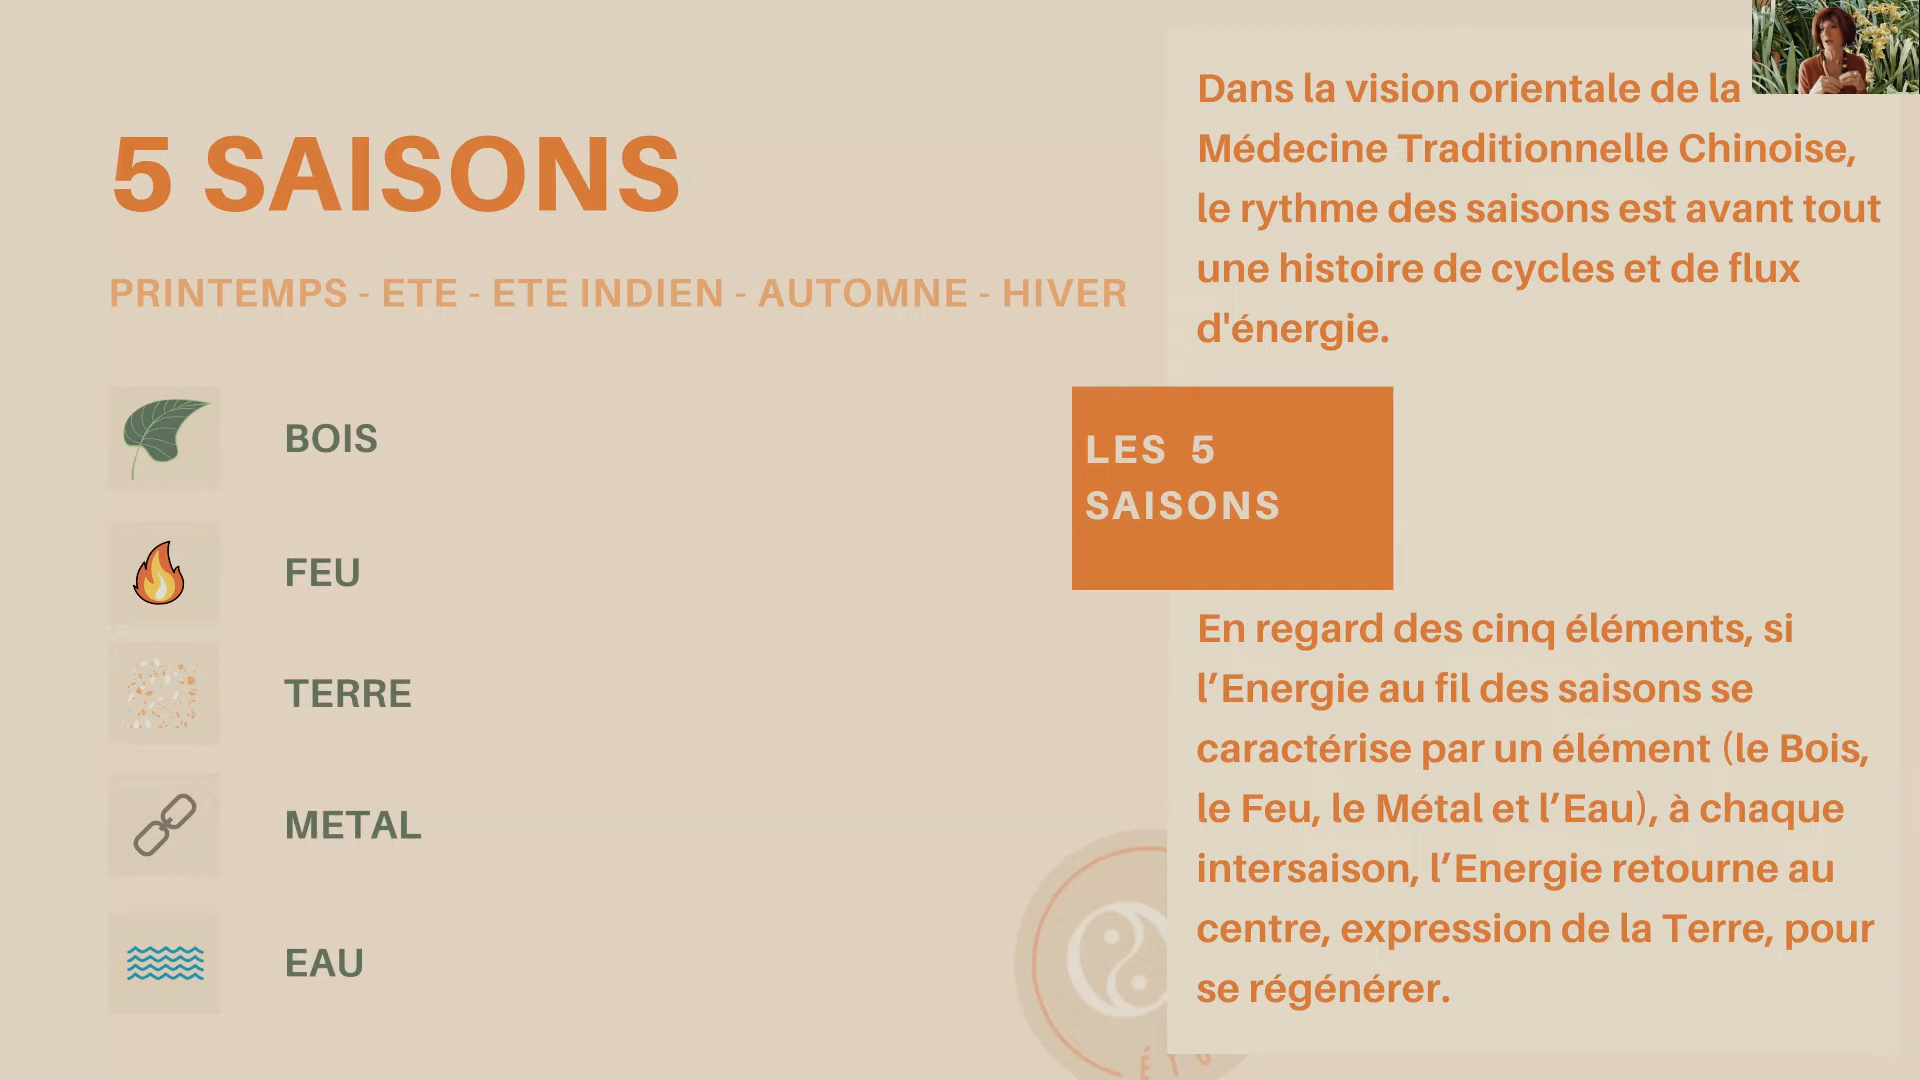 5 SAISONS
PRINTEMPS - ETE - ETE INDIEN - AUTOMNE - HIVER
BOIS
FEU
TERRE
METAL
EAU
Dans la vision orientale de la
Médecine Traditionnelle Chinoise,
le rythme des saisons est avant tout
une histoire de cycles et de flux
d'énergie.
LES 5
SAISONS
En regard des cinq éléments, si
l’Energie au fil des saisons se
caractérise par un élément (le Bois,
le Feu, le Métal et l’Eau), à chaque
intersaison, l’Energie retourne au
centre, expression de la Terre, pour
se régénérer.